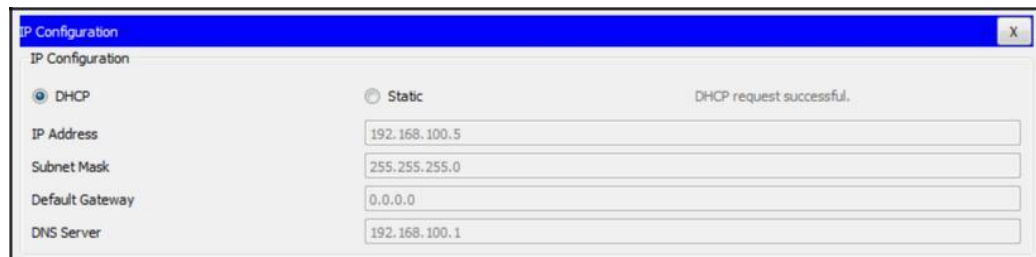 IP Configuration X
IP Configuration
DHCP Static DHCP request successful.
IP Address 192.168.100.5
Subnet Mask 255.255.255.0
Default Gateway 0.0.0.0
DNS Server 192.168.100.1